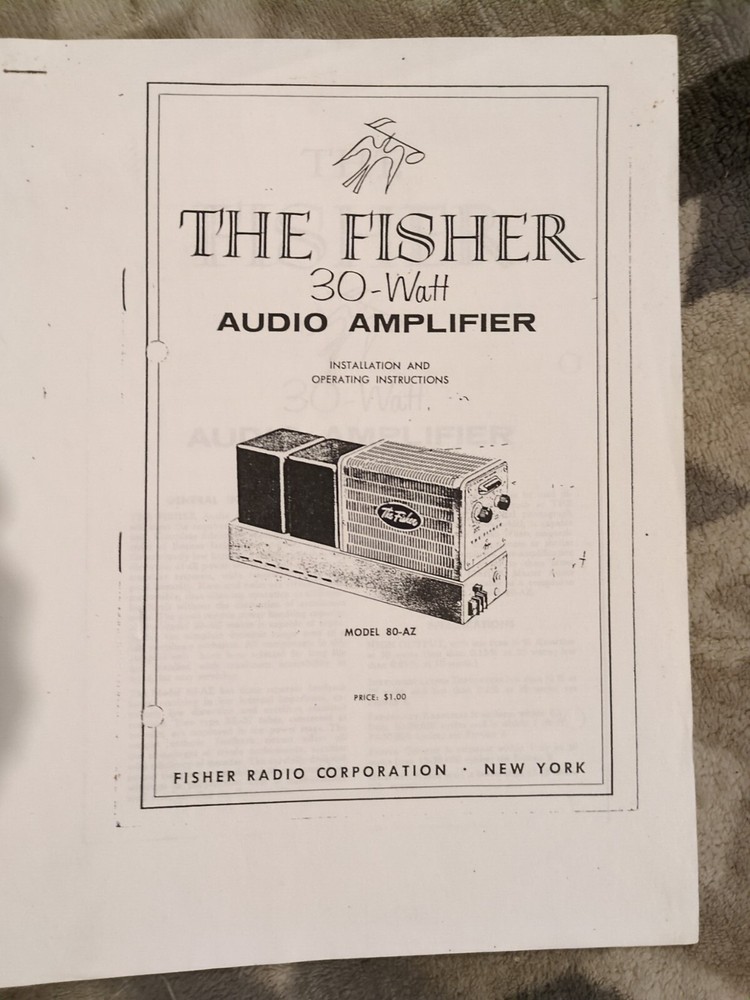 THE FISHER
30-Watt
AUDIO AMPLIFIER
INSTALLATION AND
OPERATING INSTRUCTIONS
The Fisher
THE FISHER
MODEL 80-AZ
PRICE: $1.00
FISHER RADIO CORPORATION · NEW YORK